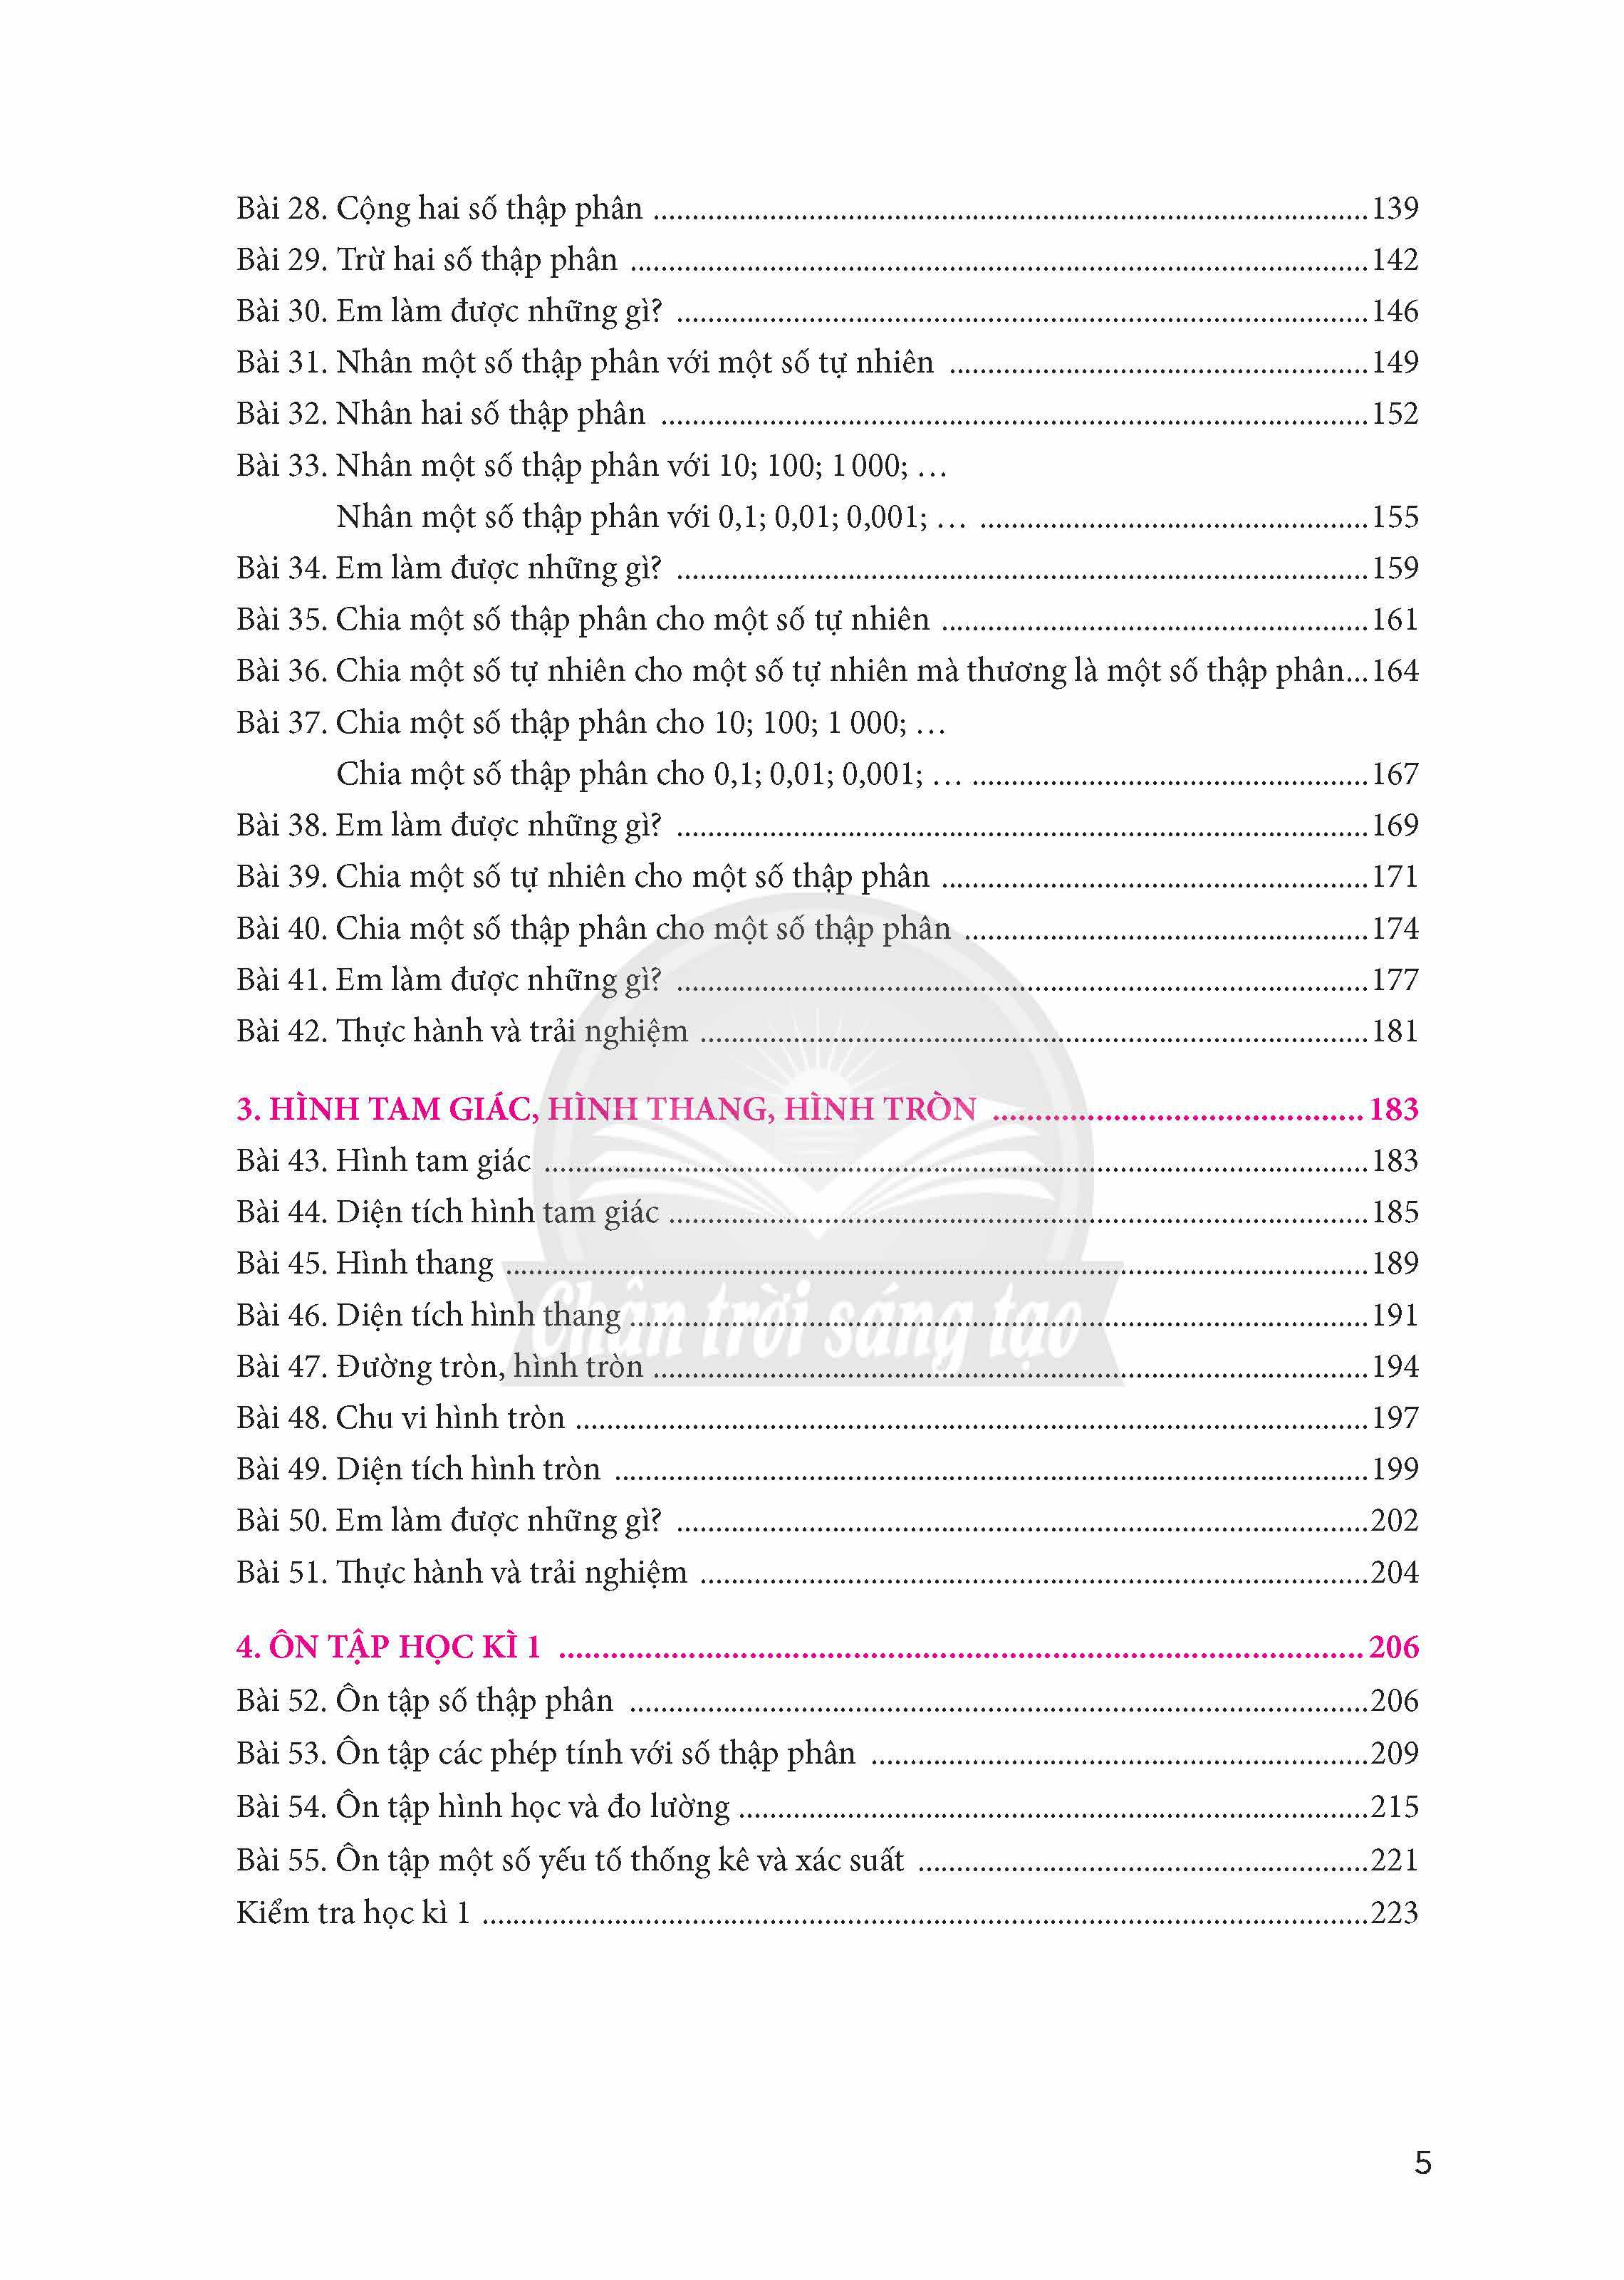 Bài 28. Cộng hai số thập phân ........................................ 139
Bài 29. Trừ hai số thập phân ........................................ 142
Bài 30. Em làm được những gì? ........................................ 146
Bài 31. Nhân một số thập phân với một số tự nhiên ........................................ 149
Bài 32. Nhân hai số thập phân ........................................ 152
Bài 33. Nhân một số thập phân với 10; 100; 1 000; …
Nhân một số thập phân với 0,1; 0,01; 0,001; … ........................................ 155
Bài 34. Em làm được những gì? ........................................ 159
Bài 35. Chia một số thập phân cho một số tự nhiên ........................................ 161
Bài 36. Chia một số tự nhiên cho một số tự nhiên mà thương là một số thập phân...164
Bài 37. Chia một số thập phân cho 10; 100; 1 000; …
Chia một số thập phân cho 0,1; 0,01; 0,001; … ........................................ 167
Bài 38. Em làm được những gì? ........................................ 169
Bài 39. Chia một số tự nhiên cho một số thập phân ........................................ 171
Bài 40. Chia một số thập phân cho một số thập phân ........................................ 174
Bài 41. Em làm được những gì? ........................................ 177
Bài 42. Thực hành và trải nghiệm ........................................ 181
3. HÌNH TAM GIÁC, HÌNH THANG, HÌNH TRÒN ........................................ 183
Bài 43. Hình tam giác ........................................ 183
Bài 44. Diện tích hình tam giác ........................................ 185
Bài 45. Hình thang ........................................ 189
Bài 46. Diện tích hình thang ........................................ 191
Chân trời sáng tạo
Bài 47. Đường tròn, hình tròn ........................................ 194
Bài 48. Chu vi hình tròn ........................................ 197
Bài 49. Diện tích hình tròn ........................................ 199
Bài 50. Em làm được những gì? ........................................ 202
Bài 51. Thực hành và trải nghiệm ........................................ 204
4. ÔN TẬP HỌC KÌ 1 ........................................ 206
Bài 52. Ôn tập số thập phân ........................................ 206
Bài 53. Ôn tập các phép tính với số thập phân ........................................ 209
Bài 54. Ôn tập hình học và đo lường ........................................ 215
Bài 55. Ôn tập một số yếu tố thống kê và xác suất ........................................ 221
Kiểm tra học kì 1 ........................................ 223
5